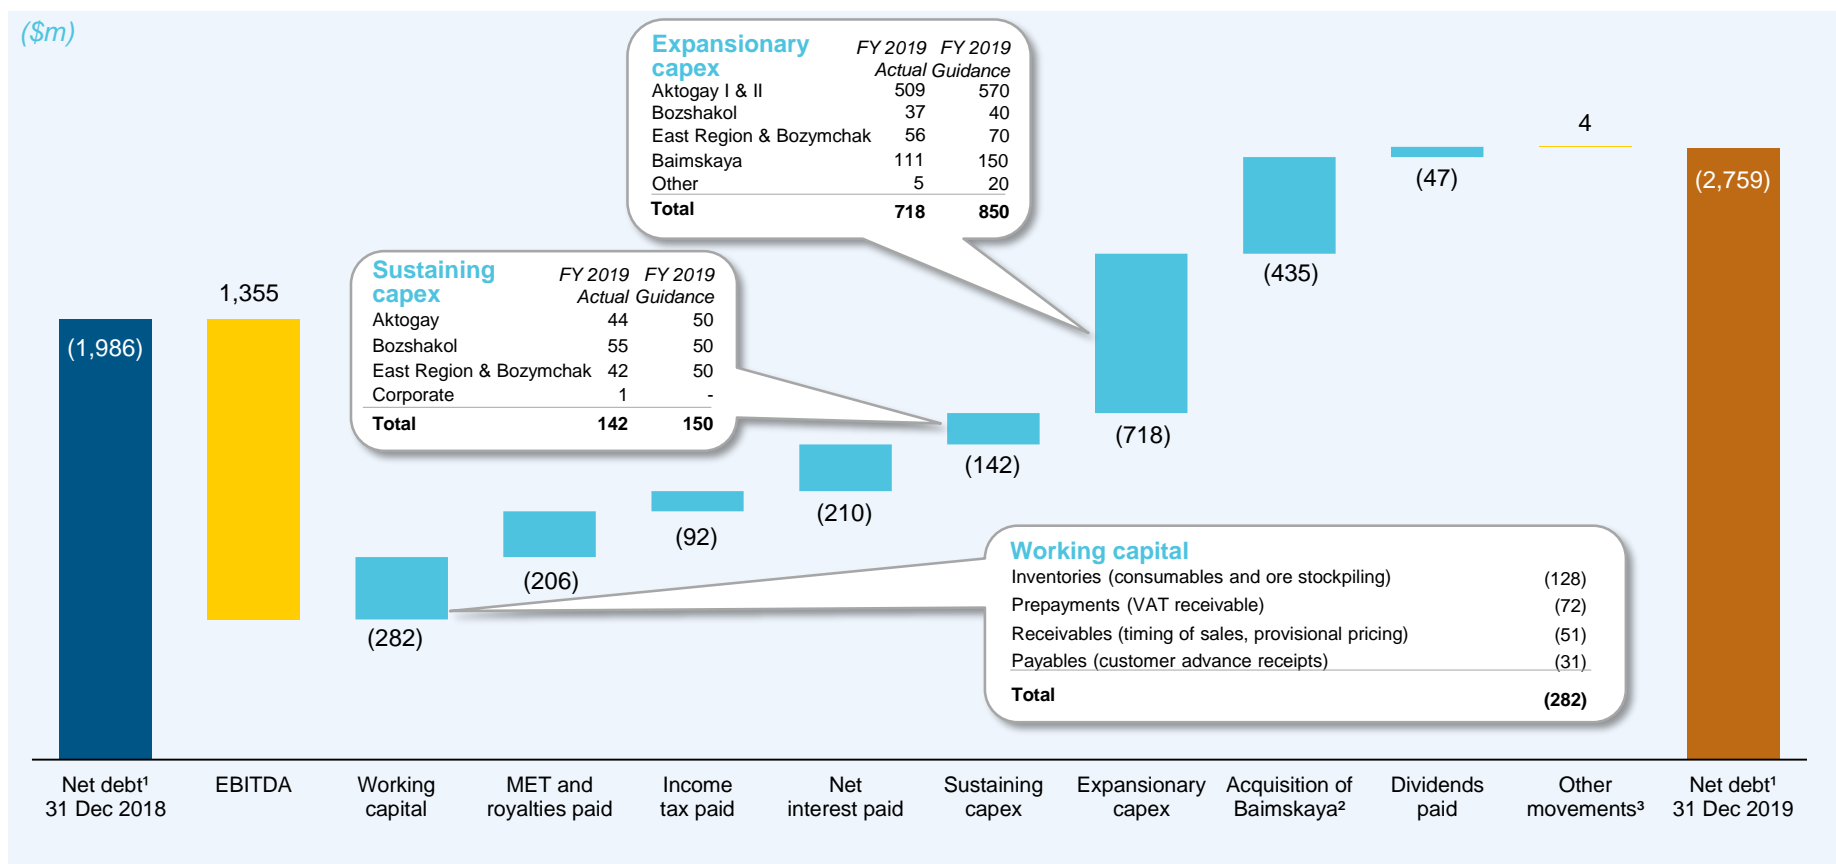 ($m)
Expansionary capex FY 2019 Actual FY 2019 Guidance
Aktogay I & II 509 570
Bozshakol 37 40
East Region & Bozymchak 56 70
Baimskaya 111 150
Other 5 20
Total 718 850
Sustaining capex FY 2019 Actual FY 2019 Guidance
Aktogay 44 50
Bozshakol 55 50
East Region & Bozymchak 42 50
Corporate 1 -
Total 142 150
Working capital
Inventories (consumables and ore stockpiling) (128)
Prepayments (VAT receivable) (72)
Receivables (timing of sales, provisional pricing) (51)
Payables (customer advance receipts) (31)
Total (282)
(1,986)
1,355
(282)
(206)
(92)
(210)
(142)
(718)
(435)
(47)
4
(2,759)
Net debt¹ 31 Dec 2018
EBITDA
Working capital
MET and royalties paid
Income tax paid
Net interest paid
Sustaining capex
Expansionary capex
Acquisition of Baimskaya²
Dividends paid
Other movements³
Net debt¹ 31 Dec 2019